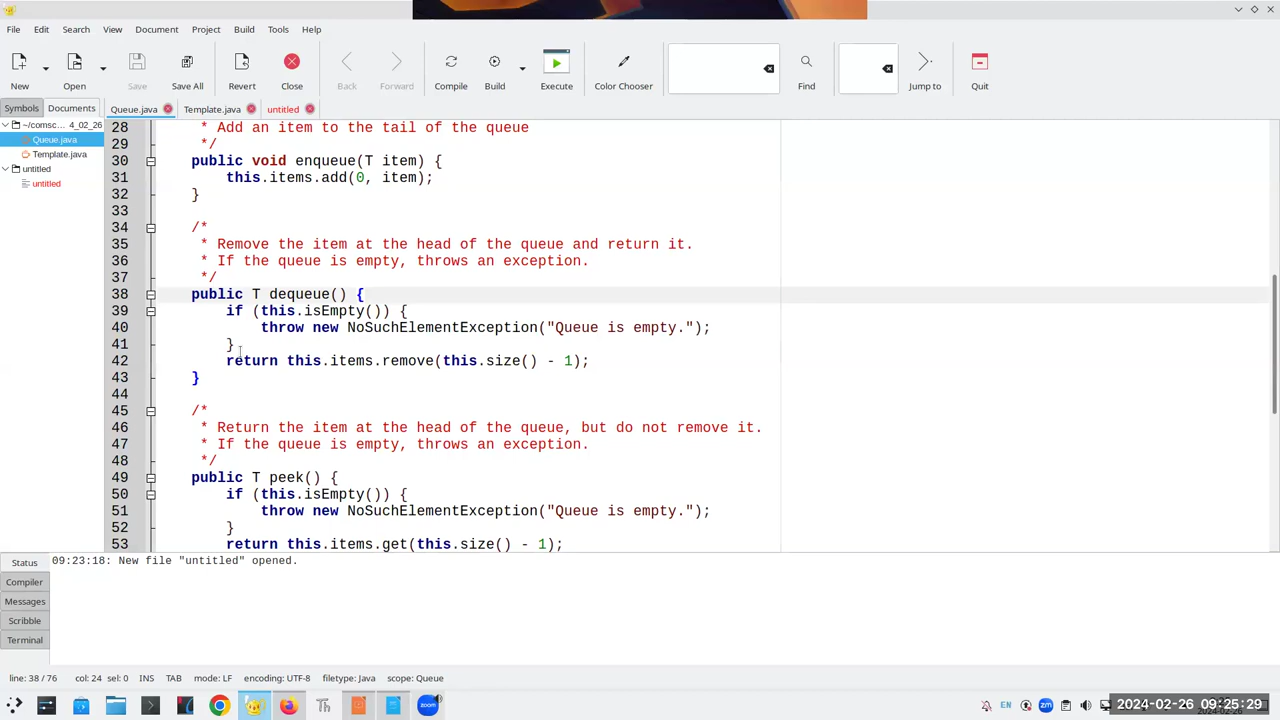 File Edit Search View Document Project Build Tools Help
New Open Save Save All Revert Close Back Forward Compile Build Execute Color Chooser Find Jump to Quit
Symbols Documents Queue.java Template.java untitled
~/comsc... 4_02_26
Queue.java
Template.java
untitled
untitled
28 * Add an item to the tail of the queue
29 */
30 public void enqueue(T item) {
31 this.items.add(0, item);
32 }
33
34 /*
35 * Remove the item at the head of the queue and return it.
36 * If the queue is empty, throws an exception.
37 */
38 public T dequeue() {
39 if (this.isEmpty()) {
40 throw new NoSuchElementException("Queue is empty.");
41 }
42 return this.items.remove(this.size() - 1);
43 }
44
45 /*
46 * Return the item at the head of the queue, but do not remove it.
47 * If the queue is empty, throws an exception.
48 */
49 public T peek() {
50 if (this.isEmpty()) {
51 throw new NoSuchElementException("Queue is empty.");
52 }
53 return this.items.get(this.size() - 1);
Status
Compiler
Messages
Scribble
Terminal
09:23:18: New file "untitled" opened.
line: 38 / 76 col: 24 sel: 0 INS TAB mode: LF encoding: UTF-8 filetype: Java scope: Queue
Th zoom EN zm 2024-02-26 09:25:29